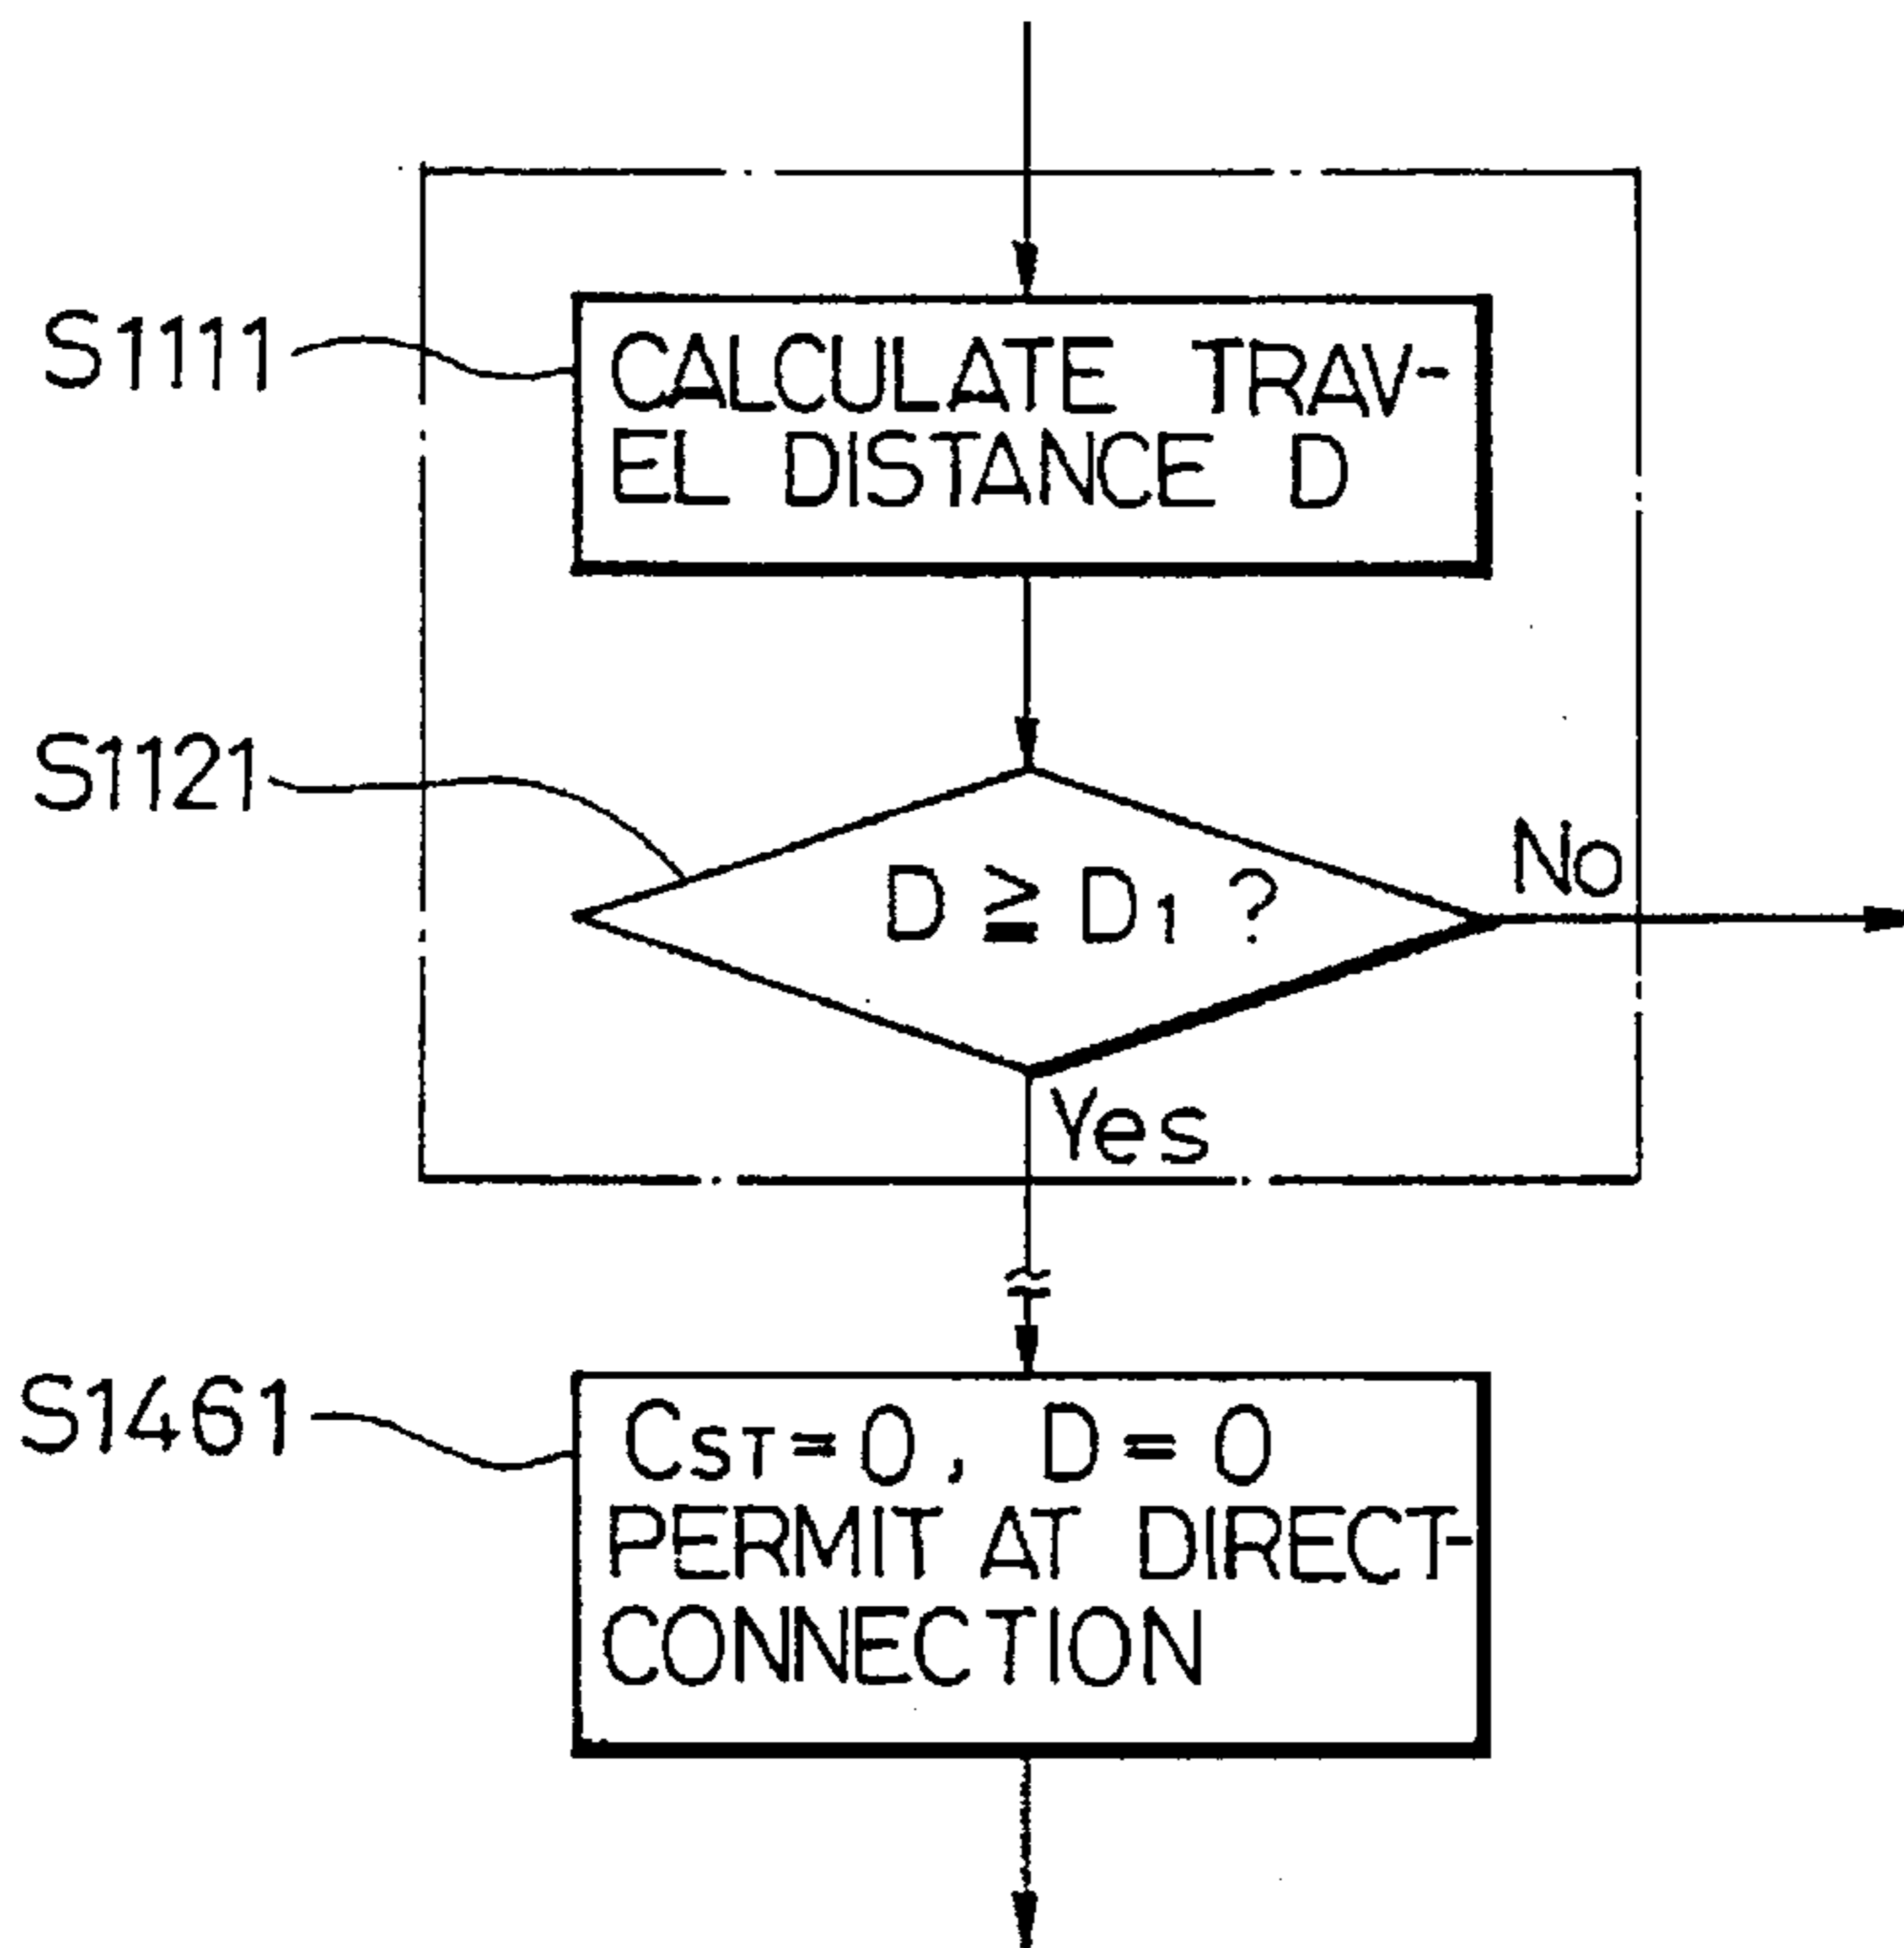 S1111
CALCULATE TRAV-
EL DISTANCE D
S1121
D ≧ D1 ?
No
Yes
S1461
CST=0, D=0
PERMIT AT DIRECT-
CONNECTION